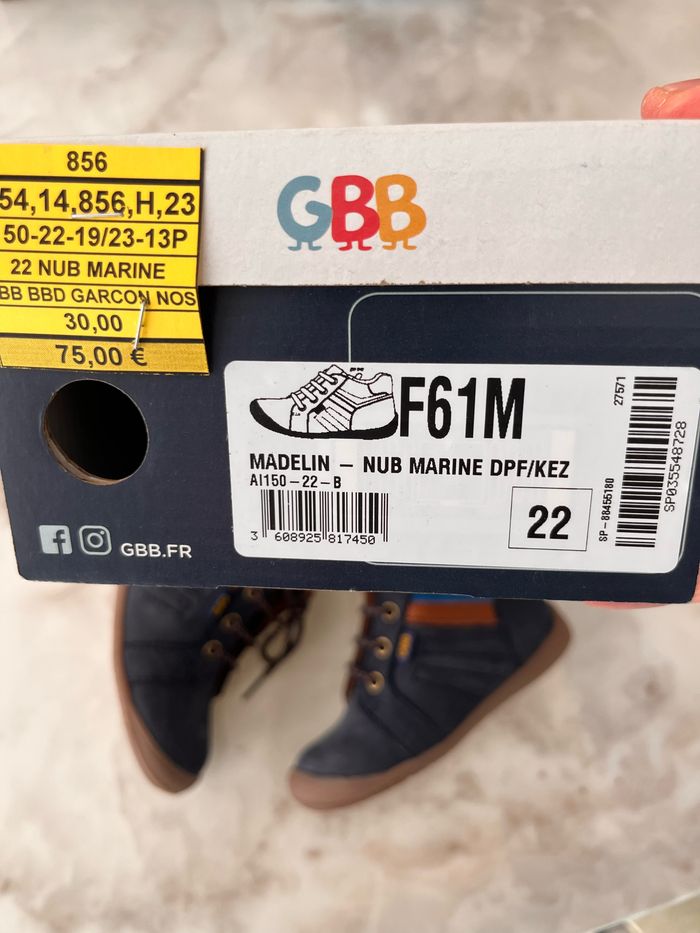 856
54,14,856,H,23
50-22-19/23-13P
22 NUB MARINE
BB BBD GARCON NOS
30,00
75,00 €
GBB
F61M
MADELIN – NUB MARINE DPF/KEZ
AI150-22-B
3 608925 817450
22
27571
SP-88455180
SP035548728
GBB.FR